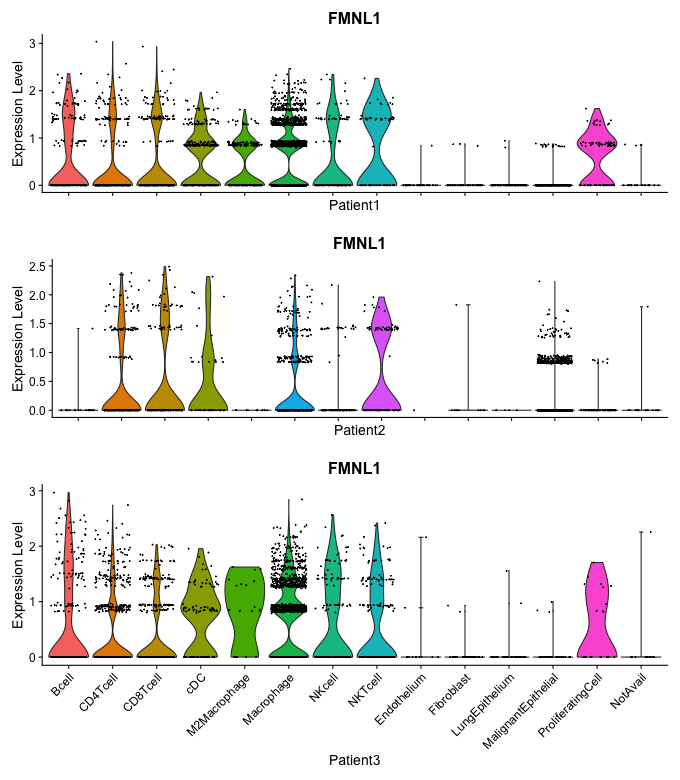 FMNL1
Expression Level
3
2
1
0
Patient1
FMNL1
Expression Level
2.5
2.0
1.5
1.0
0.5
0.0
Patient2
FMNL1
Expression Level
3
2
1
0
Bcell
CD4Tcell
CD8Tcell
cDC
M2Macrophage
Macrophage
NKcell
NKTcell
Endothelium
Fibroblast
LungEpithelium
MalignantEpithelial
ProliferatingCell
NotAvail
Patient3